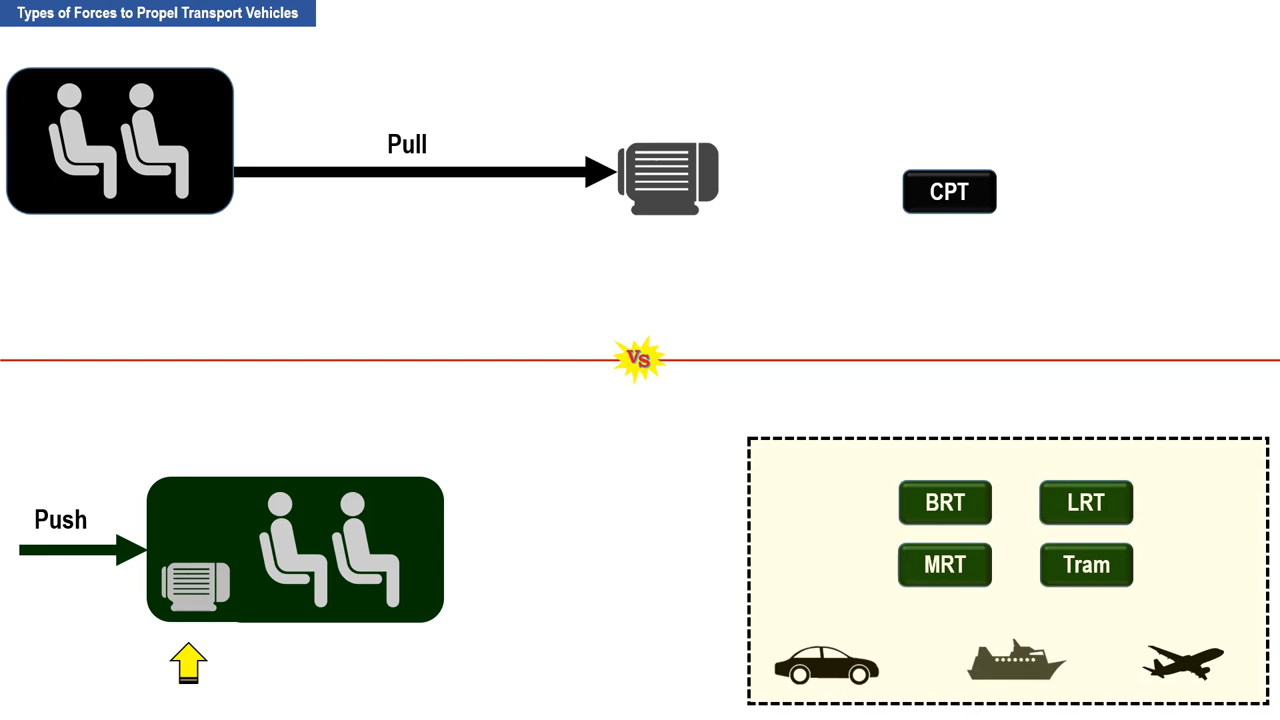 Types of Forces to Propel Transport Vehicles
Pull
CPT
VS
Push
BRT
LRT
MRT
Tram